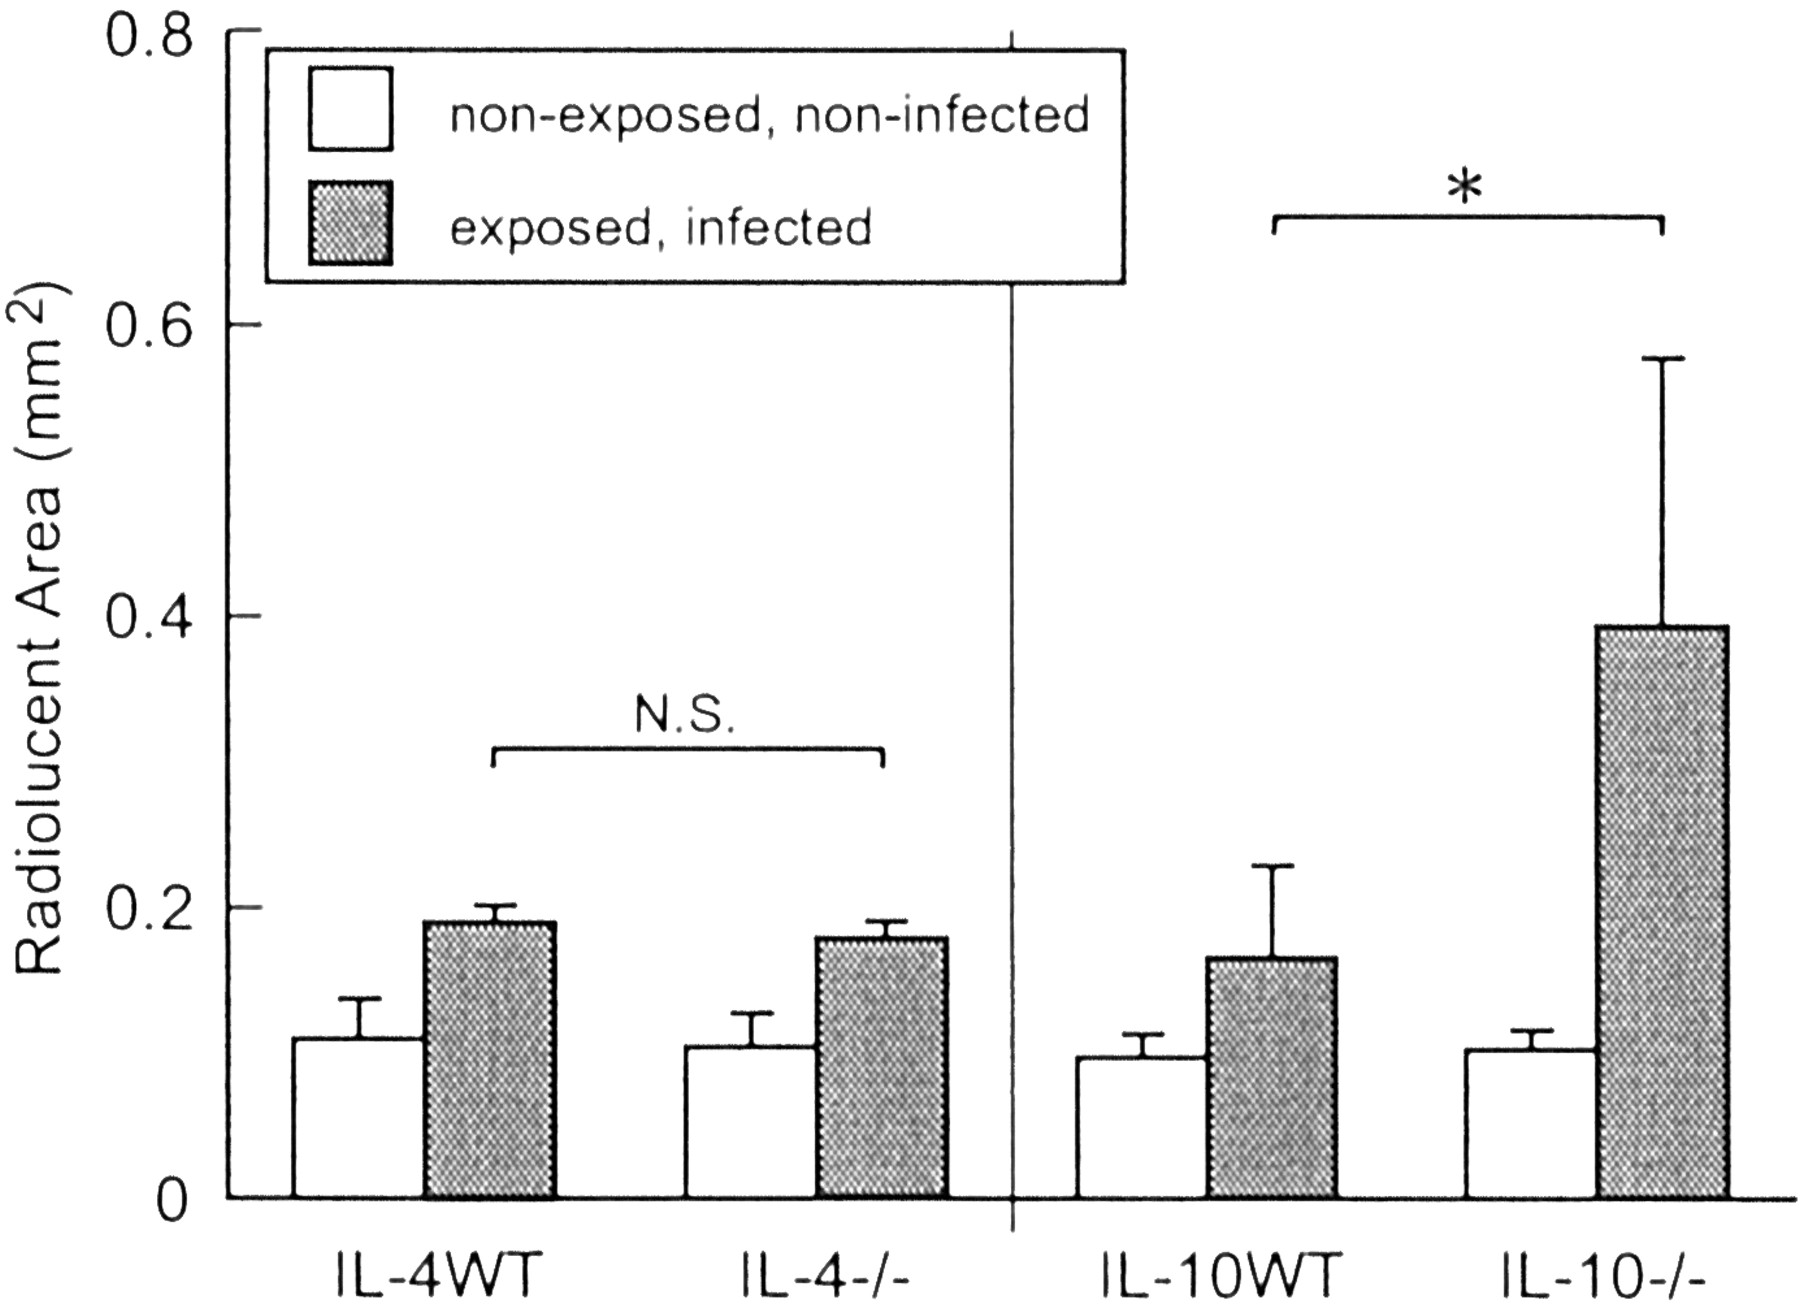 Radiolucent Area (mm²)
0.8
0.6
0.4
0.2
0
non-exposed, non-infected
exposed, infected
*
N.S.
IL-4WT
IL-4-/-
IL-10WT
IL-10-/-